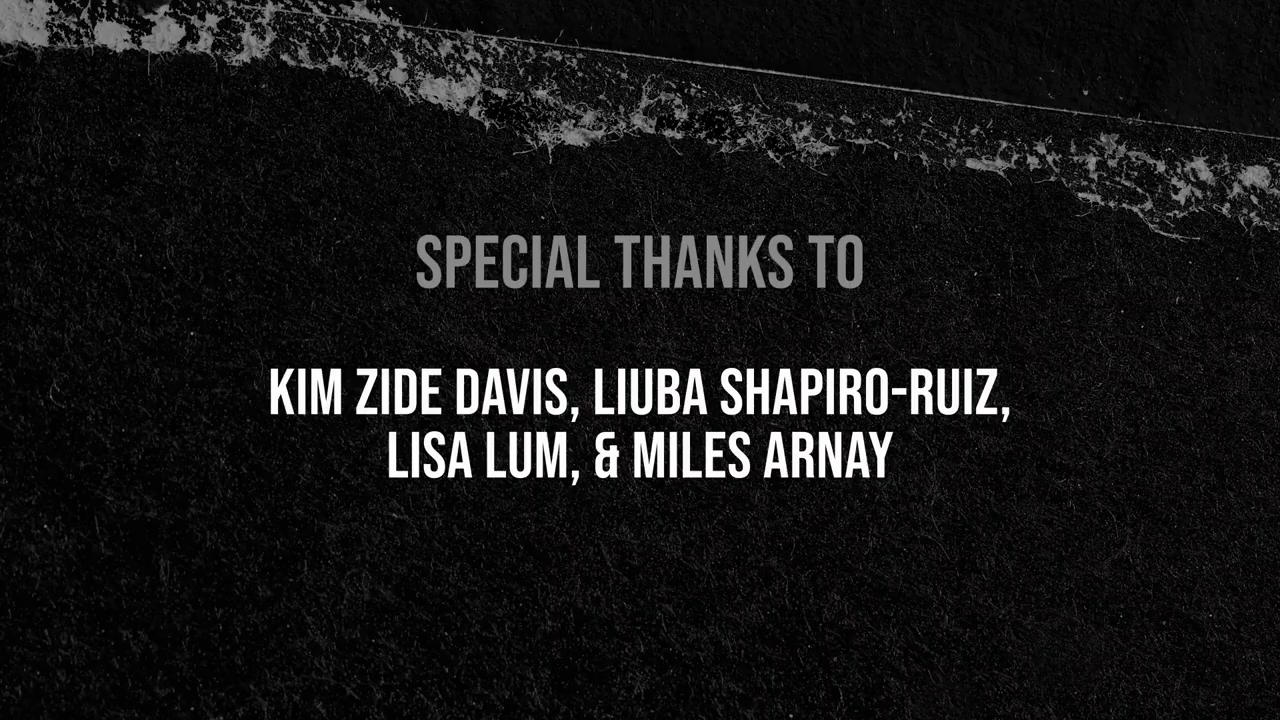 SPECIAL THANKS TO
KIM ZIDE DAVIS, LIUBA SHAPIRO-RUIZ,
LISA LUM, & MILES ARNAY